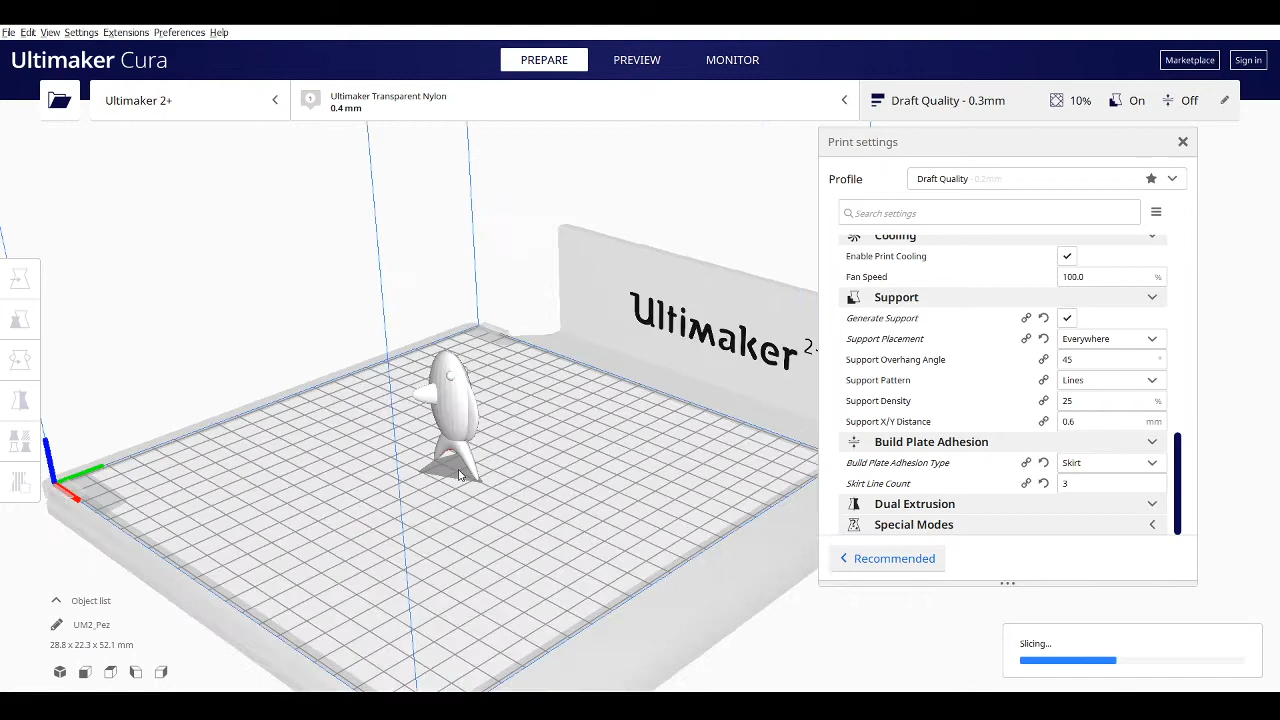 File Edit View Settings Extensions Preferences Help
Ultimaker Cura
PREPARE
PREVIEW
MONITOR
Marketplace
Sign in
Ultimaker 2+
1
Ultimaker Transparent Nylon
0.4 mm
Draft Quality - 0.3mm
10%
On
Off
Print settings
Profile
Draft Quality - 0.2mm
Search settings
Cooling
Enable Print Cooling
Fan Speed 100.0 %
Support
Generate Support
Support Placement Everywhere
Support Overhang Angle 45 °
Support Pattern Lines
Support Density 25 %
Support X/Y Distance 0.6 mm
Build Plate Adhesion
Build Plate Adhesion Type Skirt
Skirt Line Count 3
Dual Extrusion
Special Modes
Recommended
Ultimaker 2+
Object list
UM2_Pez
28.8 x 22.3 x 52.1 mm
Slicing...